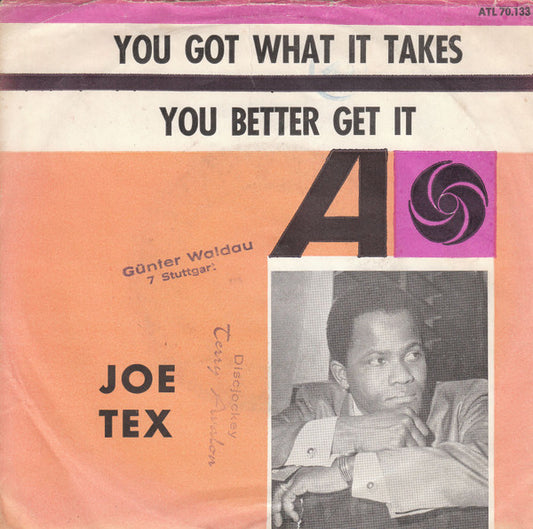 ATL 70.133
YOU GOT WHAT IT TAKES
YOU BETTER GET IT
A
Günter Waldau
7 Stuttgart
JOE
TEX
Discjockey
Terry Avalon